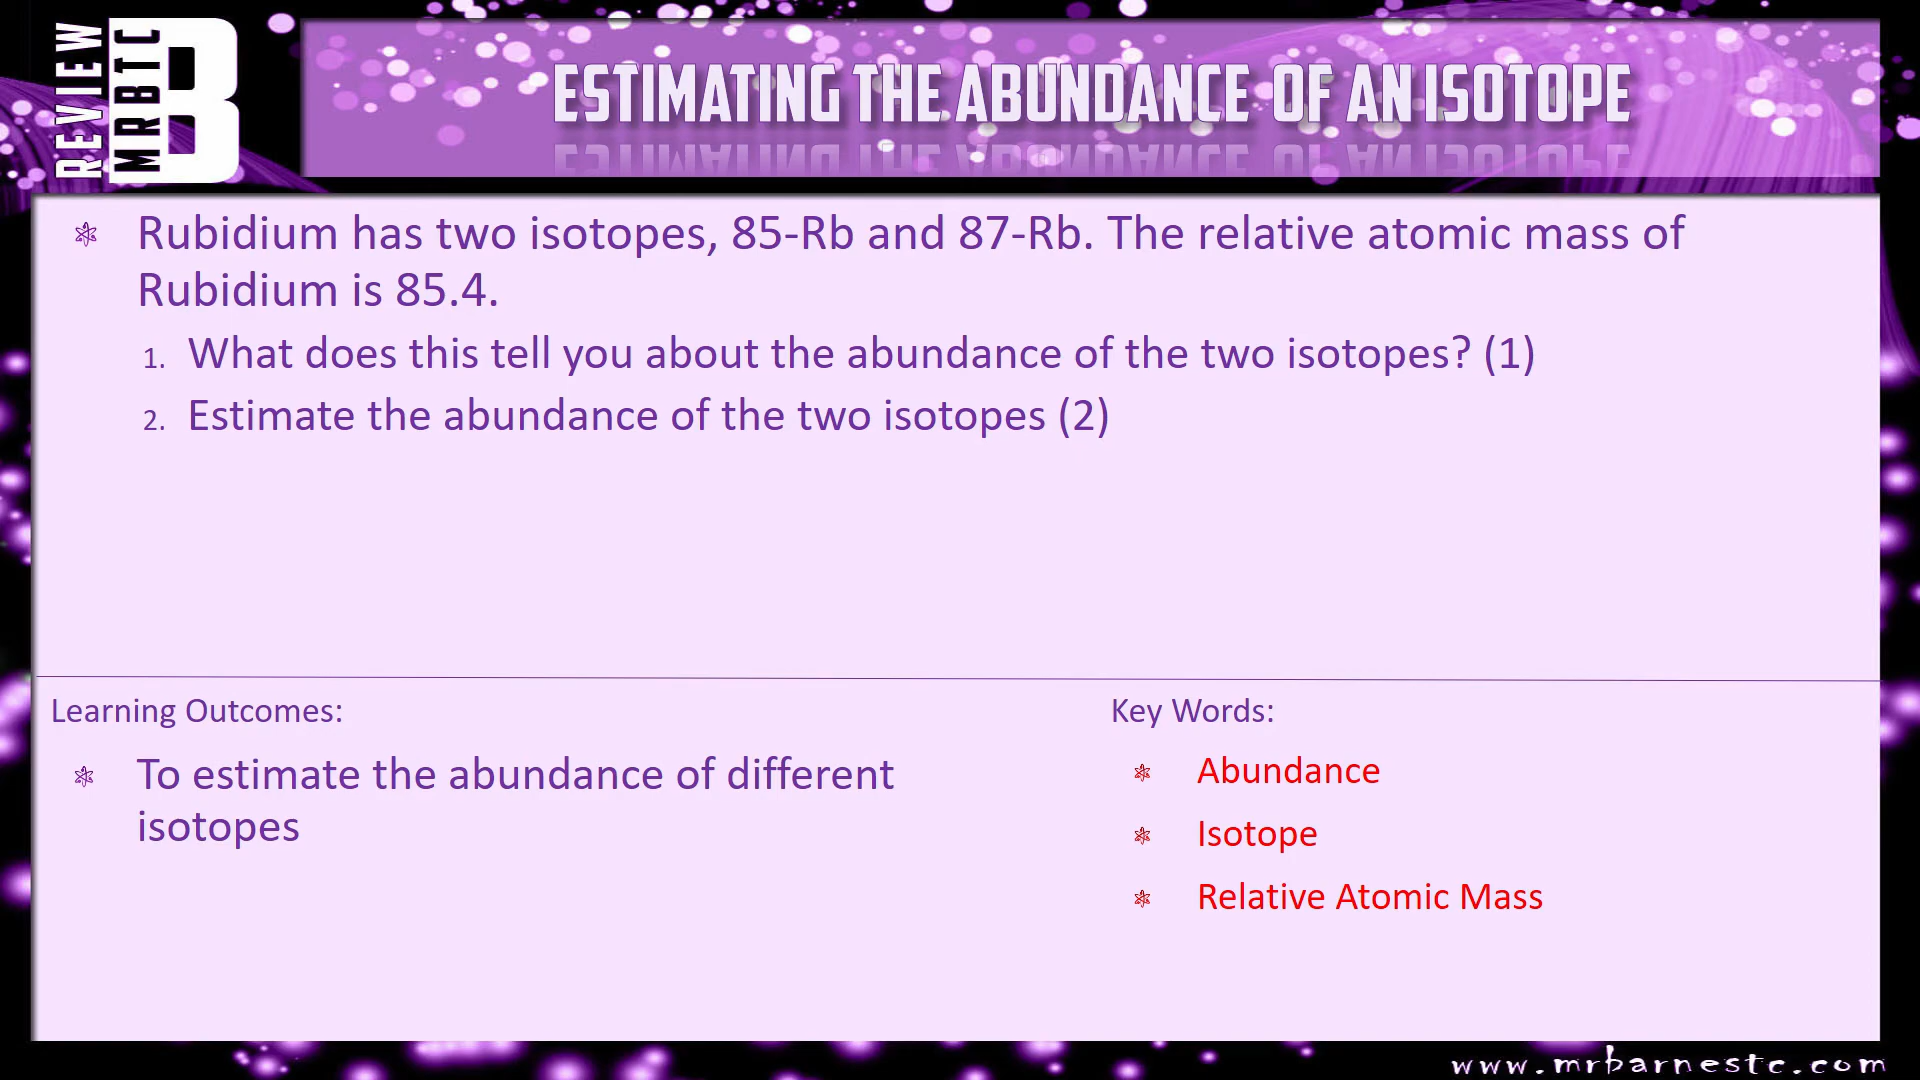 REVIEW
MRBTC
B
ESTIMATING THE ABUNDANCE OF AN ISOTOPE
Rubidium has two isotopes, 85-Rb and 87-Rb. The relative atomic mass of
Rubidium is 85.4.
1. What does this tell you about the abundance of the two isotopes? (1)
2. Estimate the abundance of the two isotopes (2)
Learning Outcomes:
To estimate the abundance of different
isotopes
Key Words:
Abundance
Isotope
Relative Atomic Mass
www.mrbarnestc.com